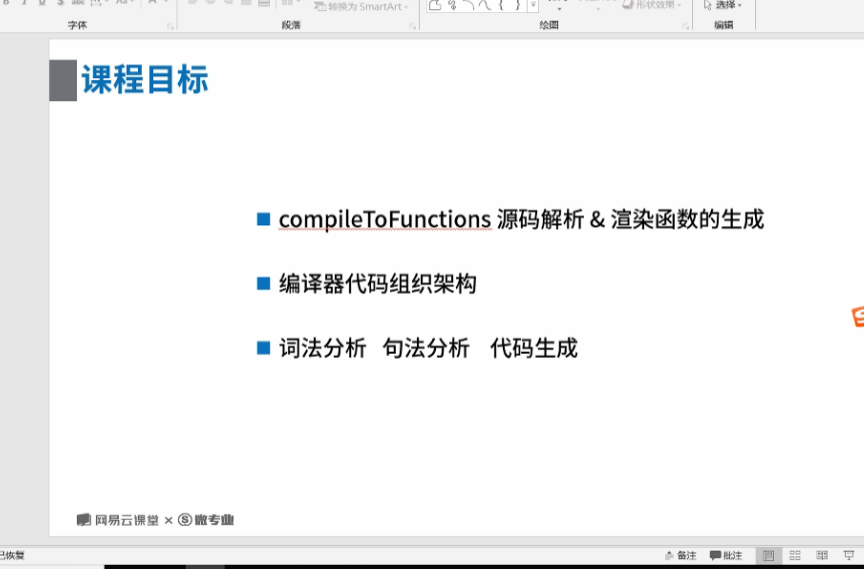 转换为 SmartArt
形状效果
选择
字体
段落
绘图
编辑
课程目标
compileToFunctions 源码解析 & 渲染函数的生成
编译器代码组织架构
词法分析 句法分析 代码生成
网易云课堂 × 微专业
已恢复
备注
批注